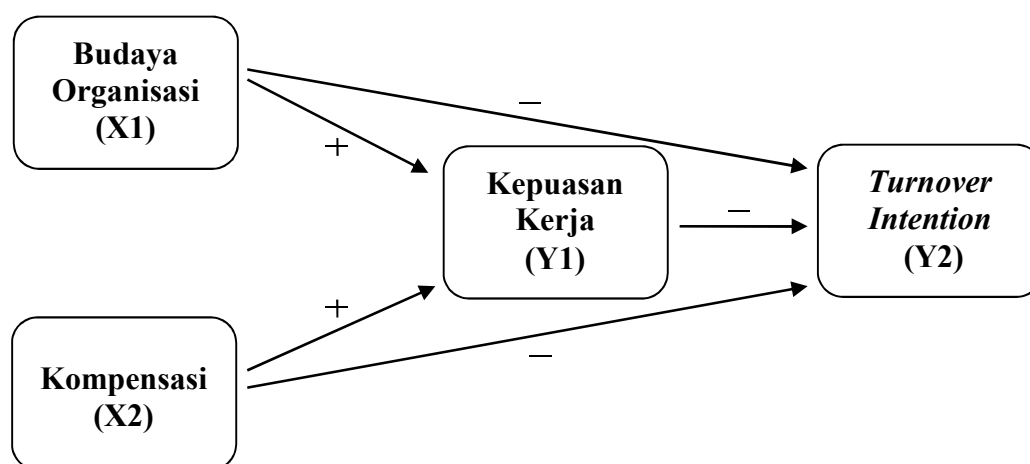 Budaya
Organisasi
(X1)
–
+
Kepuasan
Kerja
(Y1)
–
Turnover
Intention
(Y2)
+
–
Kompensasi
(X2)